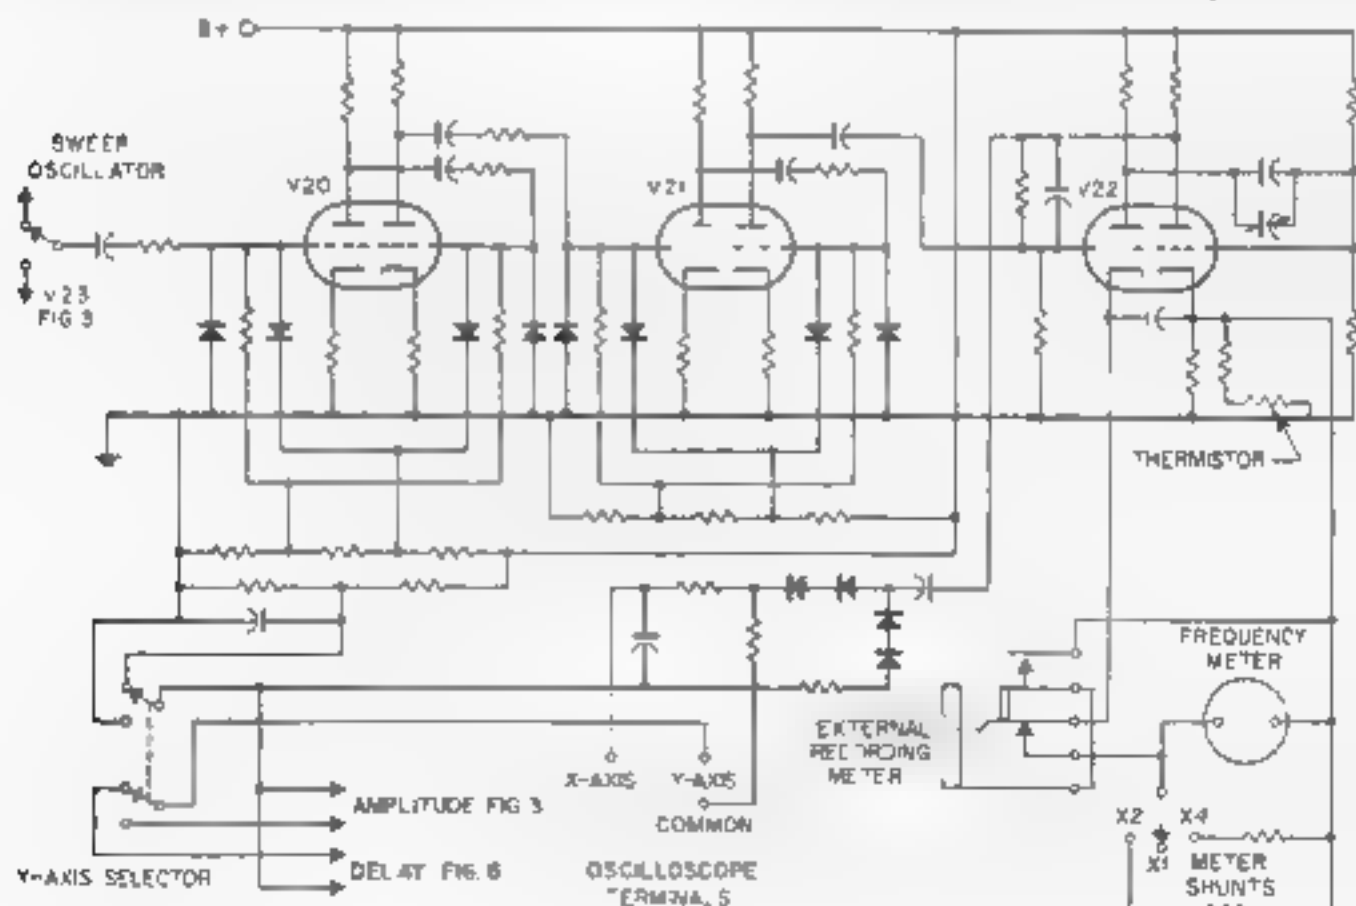 B+
SWEEP
OSCILLATOR
V20
V21
V22
V23
FIG 3
THERMISTOR
FREQUENCY
METER
EXTERNAL
RECORDING
METER
X-AXIS
Y-AXIS
COMMON
AMPLITUDE FIG 3
DELAY FIG. 6
Y-AXIS SELECTOR
OSCILLOSCOPE
TERMINALS
X2
X1
X4
METER
SHUNTS